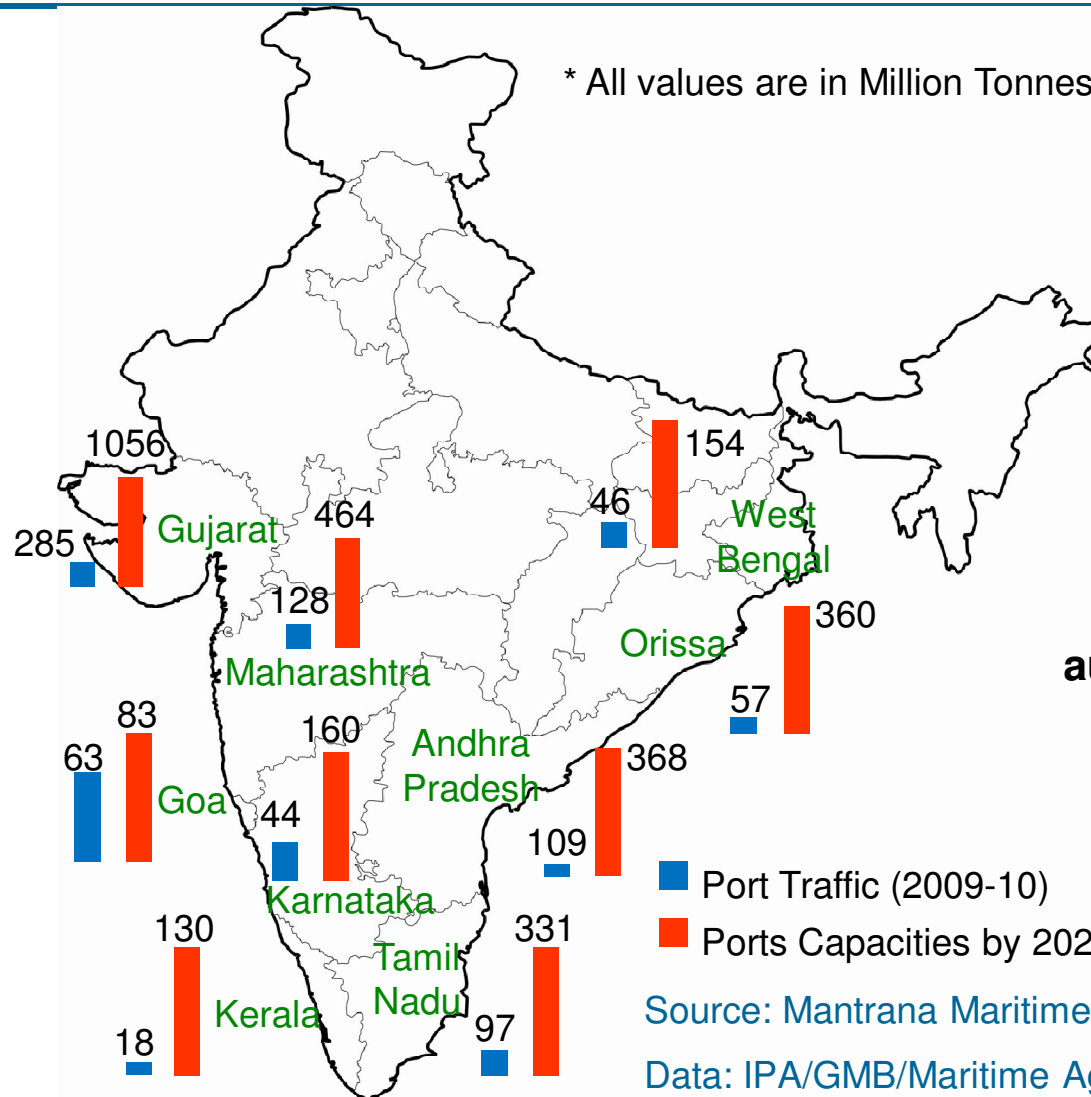 * All values are in Million Tonnes
1056
285
Gujarat
464
128
Maharashtra
154
46
West
Bengal
360
57
Orissa
au
83
63
Goa
160
44
Karnataka
Andhra
Pradesh
368
109
130
18
Kerala
Tamil
Nadu
331
97
Port Traffic (2009-10)
Ports Capacities by 202
Source: Mantrana Maritime
Data: IPA/GMB/Maritime Ag